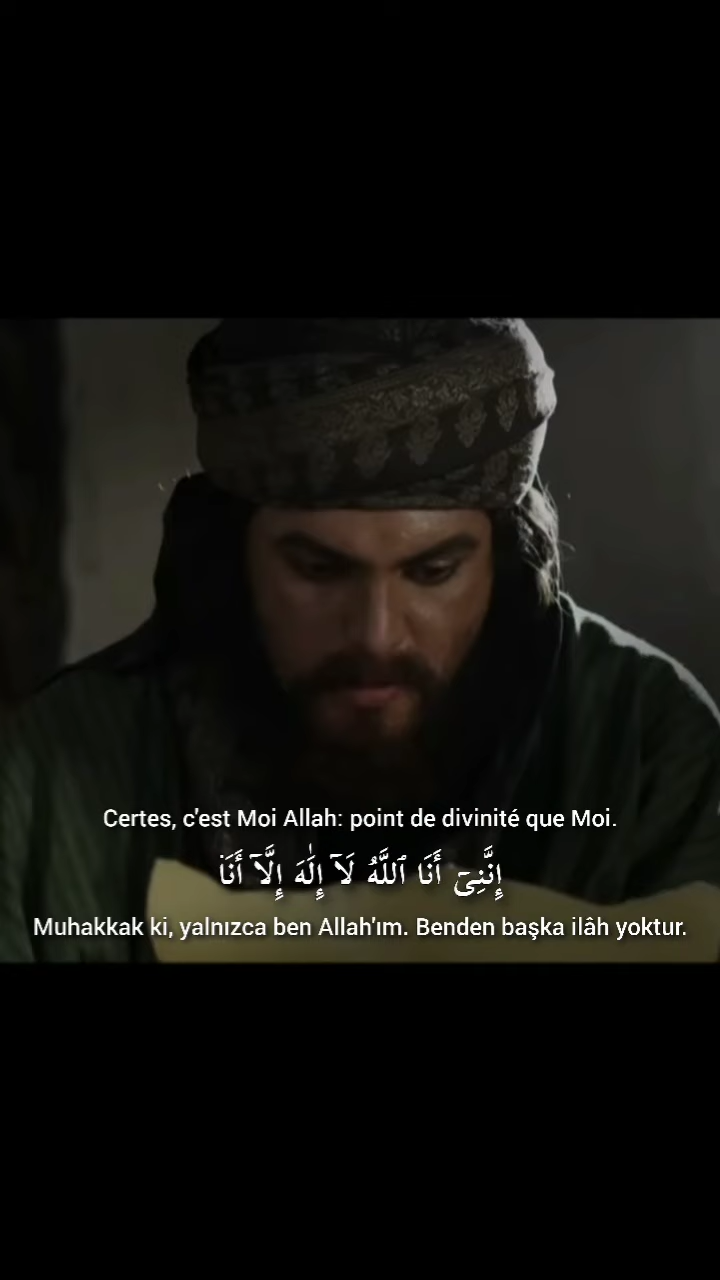 Certes, c'est Moi Allah: point de divinité que Moi.
إِنَّنِىٓ أَنَا ٱللَّهُ لَآ إِلَٰهَ إِلَّآ أَنَا۠
Muhakkak ki, yalnızca ben Allah'ım. Benden başka ilâh yoktur.